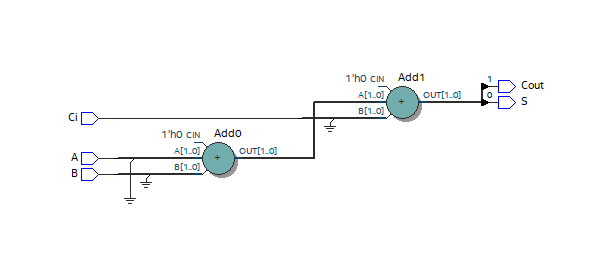 1'h0 CIN Add1
A[1..0] OUT[1..0]
B[1..0]
1 Cout
0 S
Ci
1'h0 CIN Add0
A A[1..0] OUT[1..0]
B B[1..0]
+
+